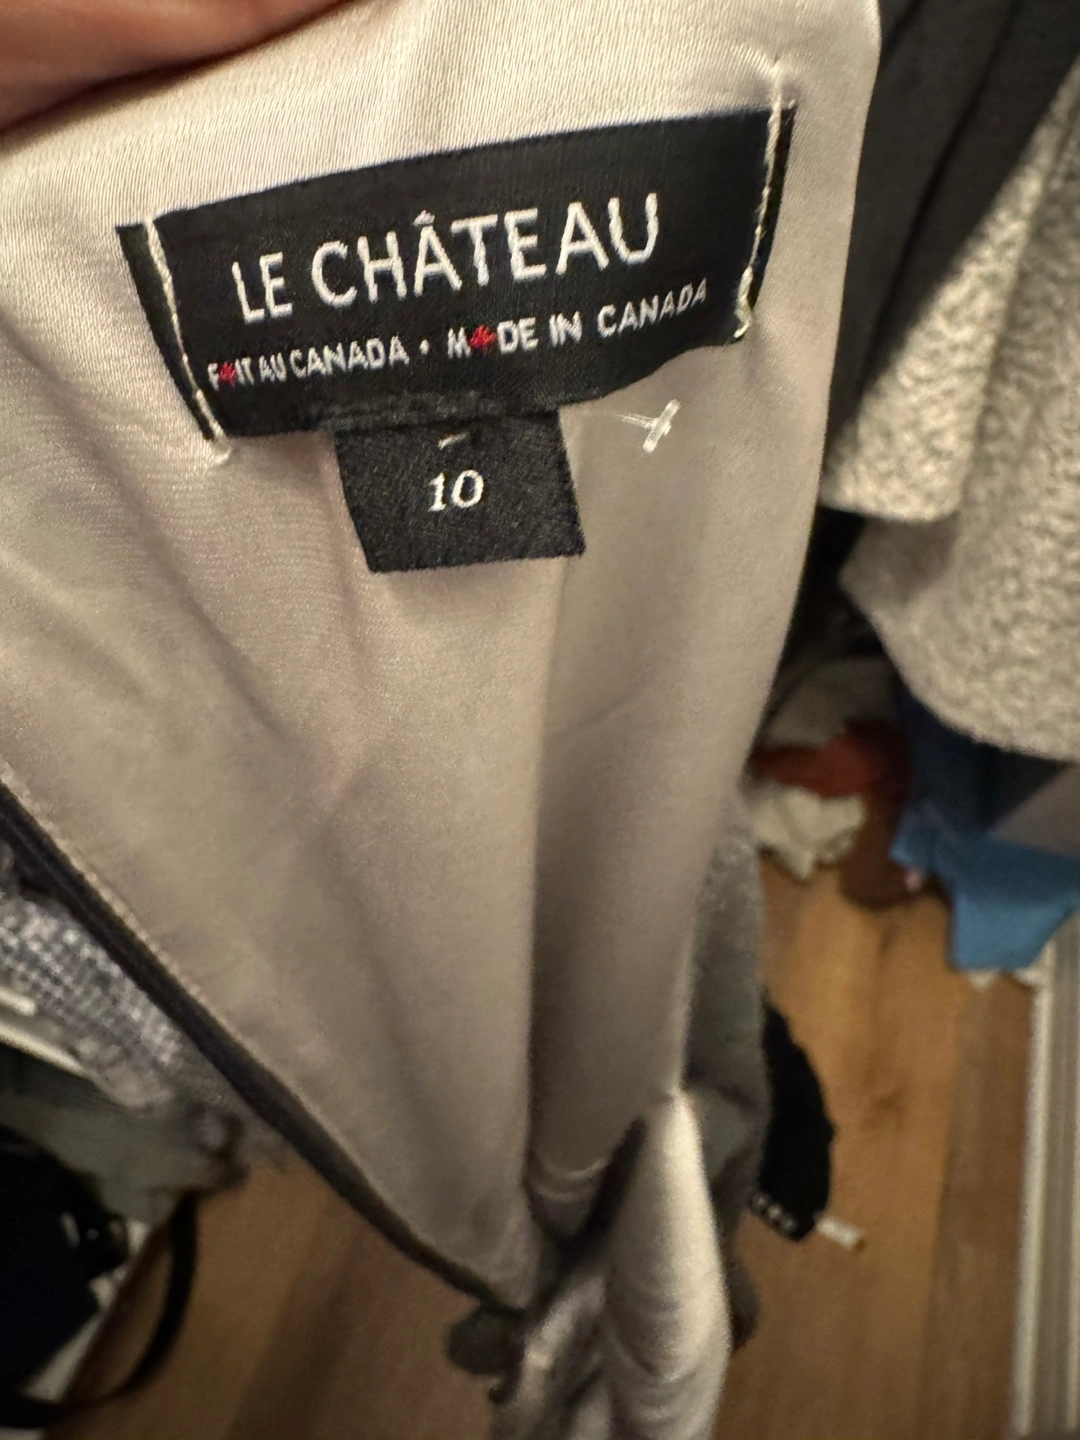 LE CHÂTEAU
FAIT AU CANADA • MADE IN CANADA
10